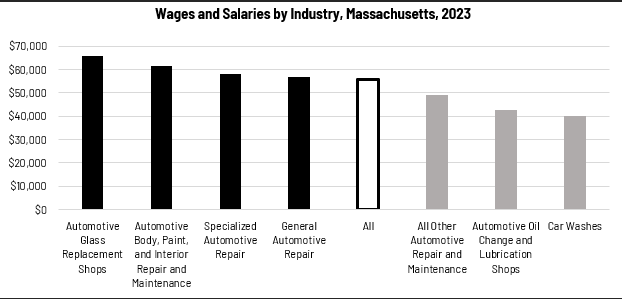 Wages and Salaries by Industry, Massachusetts, 2023
$70,000
$60,000
$50,000
$40,000
$30,000
$20,000
$10,000
$0
Automotive
Glass
Replacement
Shops
Automotive
Body, Paint,
and Interior
Repair and
Maintenance
Specialized
Automotive
Repair
General
Automotive
Repair
All
All Other
Automotive
Repair and
Maintenance
Automotive Oil
Change and
Lubrication
Shops
Car Washes